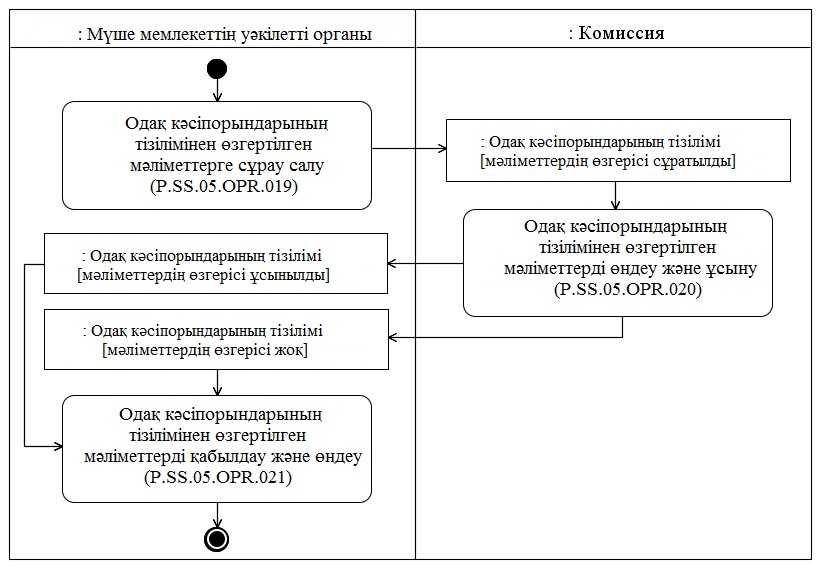 : Мүше мемлекеттің уәкілетті органы
: Комиссия
Одақ кәсіпорындарының
тізілімінен өзгертілген
мәліметтерге сұрау салу
(P.SS.05.OPR.019)
: Одақ кәсіпорындарының тізілімі
[мәліметтердің өзгерісі сұратылды]
Одақ кәсіпорындарының
тізілімінен өзгертілген
мәліметтерді өңдеу және ұсыну
(P.SS.05.OPR.020)
: Одақ кәсіпорындарының тізілімі
[мәліметтердің өзгерісі ұсынылды]
: Одақ кәсіпорындарының тізілімі
[мәліметтердің өзгерісі жоқ]
Одақ кәсіпорындарының
тізілімінен өзгертілген
мәліметтерді қабылдау және өңдеу
(P.SS.05.OPR.021)